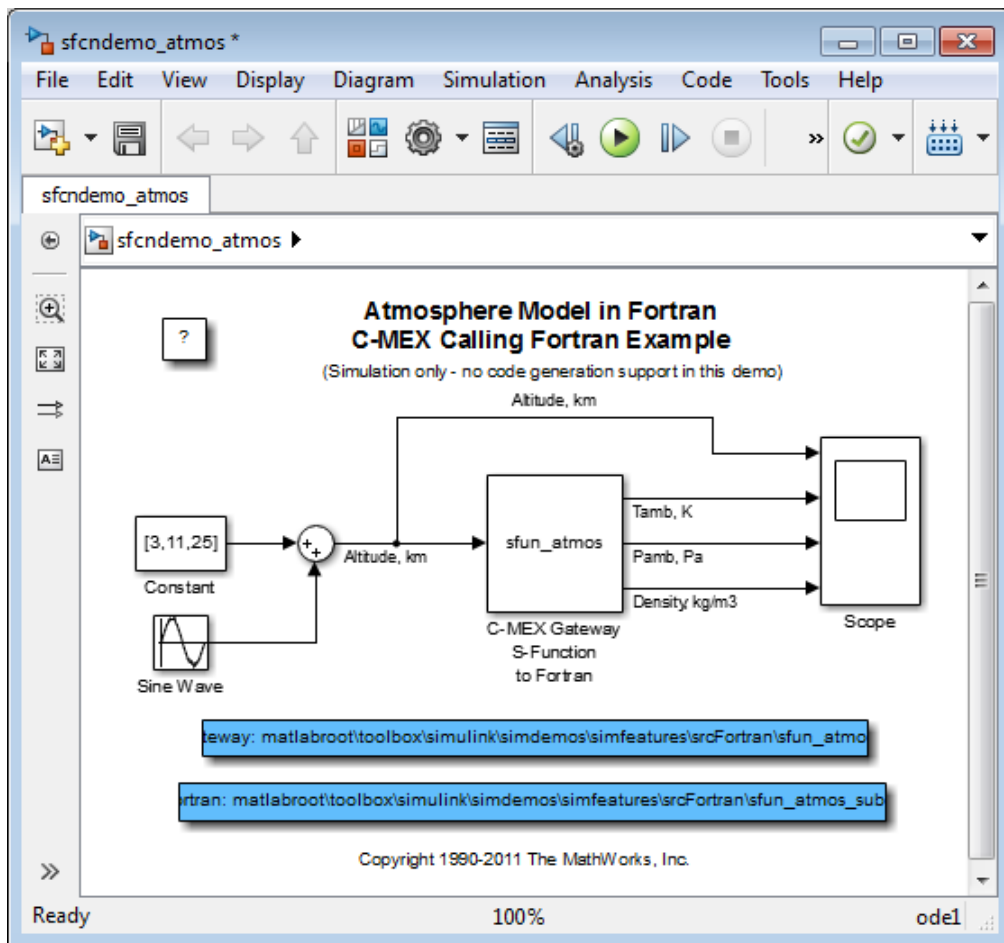 sfcndemo_atmos *
File Edit View Display Diagram Simulation Analysis Code Tools Help
sfcndemo_atmos
sfcndemo_atmos
Atmosphere Model in Fortran
C-MEX Calling Fortran Example
?
(Simulation only - no code generation support in this demo)
Altitude, km
Tamb, K
[3,11,25]
Altitude, km
sfun_atmos
Pamb, Pa
Constant
Density, kg/m3
Scope
C-MEX Gateway
S-Function
to Fortran
Sine Wave
teway: matlabroot\toolbox\simulink\simdemos\simfeatures\srcFortran\sfun_atmo
ortran: matlabroot\toolbox\simulink\simdemos\simfeatures\srcFortran\sfun_atmos_sub
Copyright 1990-2011 The MathWorks, Inc.
Ready 100% ode1